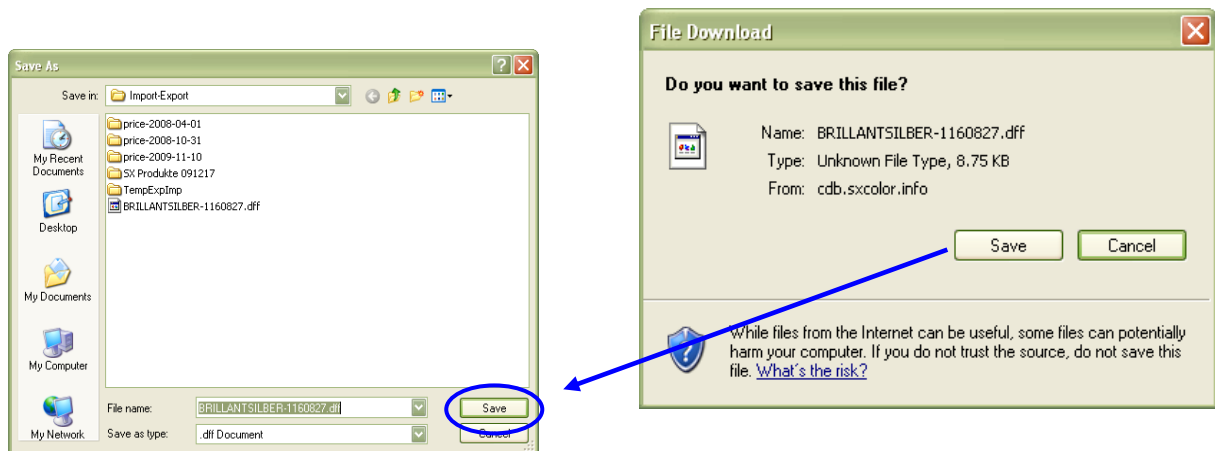 Save As
Save in: Import-Export
price-2008-04-01
price-2008-10-31
price-2009-11-10
SX Produkte 091217
TempExpImp
BRILLANTSILBER-1160827.dff
My Recent
Documents
Desktop
My Documents
My Computer
My Network
File name: BRILLANTSILBER-1160827.dff
Save
Save as type: .dff Document
Cancel
File Download
Do you want to save this file?
Name: BRILLANTSILBER-1160827.dff
Type: Unknown File Type, 8.75 KB
From: cdb.sxcolor.info
Save Cancel
While files from the Internet can be useful, some files can potentially
harm your computer. If you do not trust the source, do not save this
file. What's the risk?